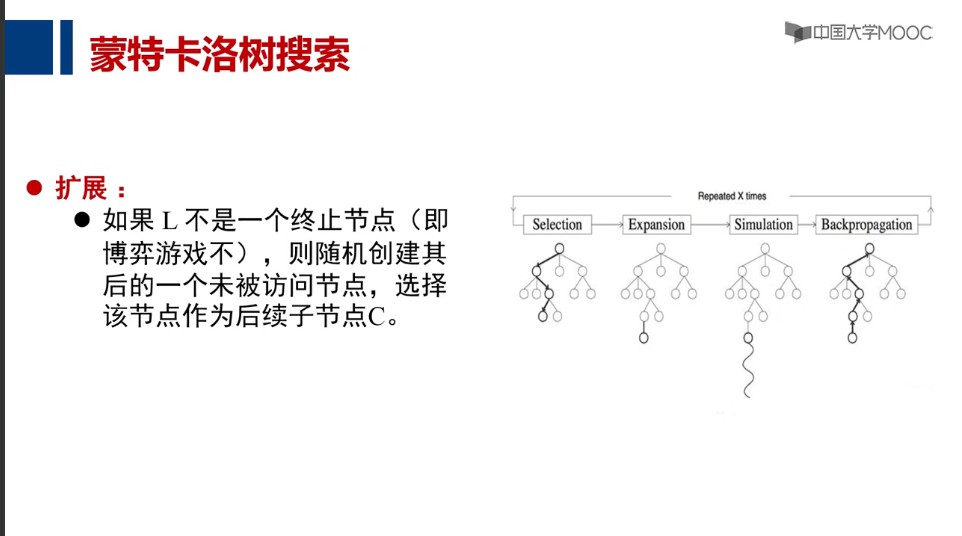 蒙特卡洛树搜索
中国大学MOOC
扩展：
如果 L 不是一个终止节点（即
博弈游戏不），则随机创建其
后的一个未被访问节点，选择
该节点作为后续子节点C。
Repeated X times
Selection
Expansion
Simulation
Backpropagation